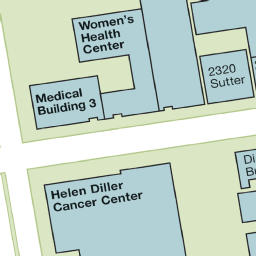 Women's
Health
Center
2320
Sutter
Medical
Building 3
Helen Diller
Cancer Center